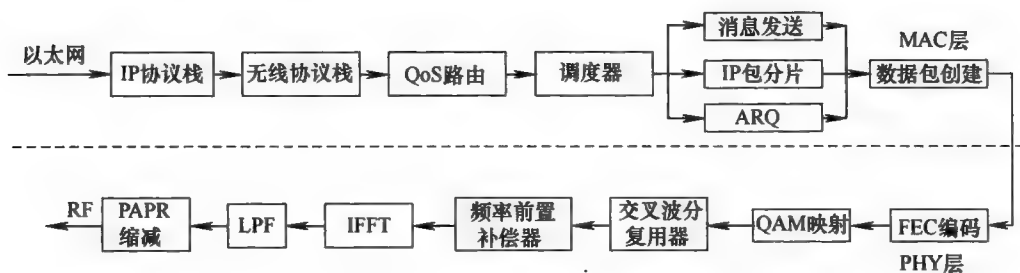 以太网
IP协议栈
无线协议栈
QoS路由
调度器
消息发送
IP包分片
ARQ
MAC层
数据包创建
RF
PAPR
缩减
LPF
IFFT
频率前置
补偿器
交叉波分
复用器
QAM映射
FEC编码
PHY层